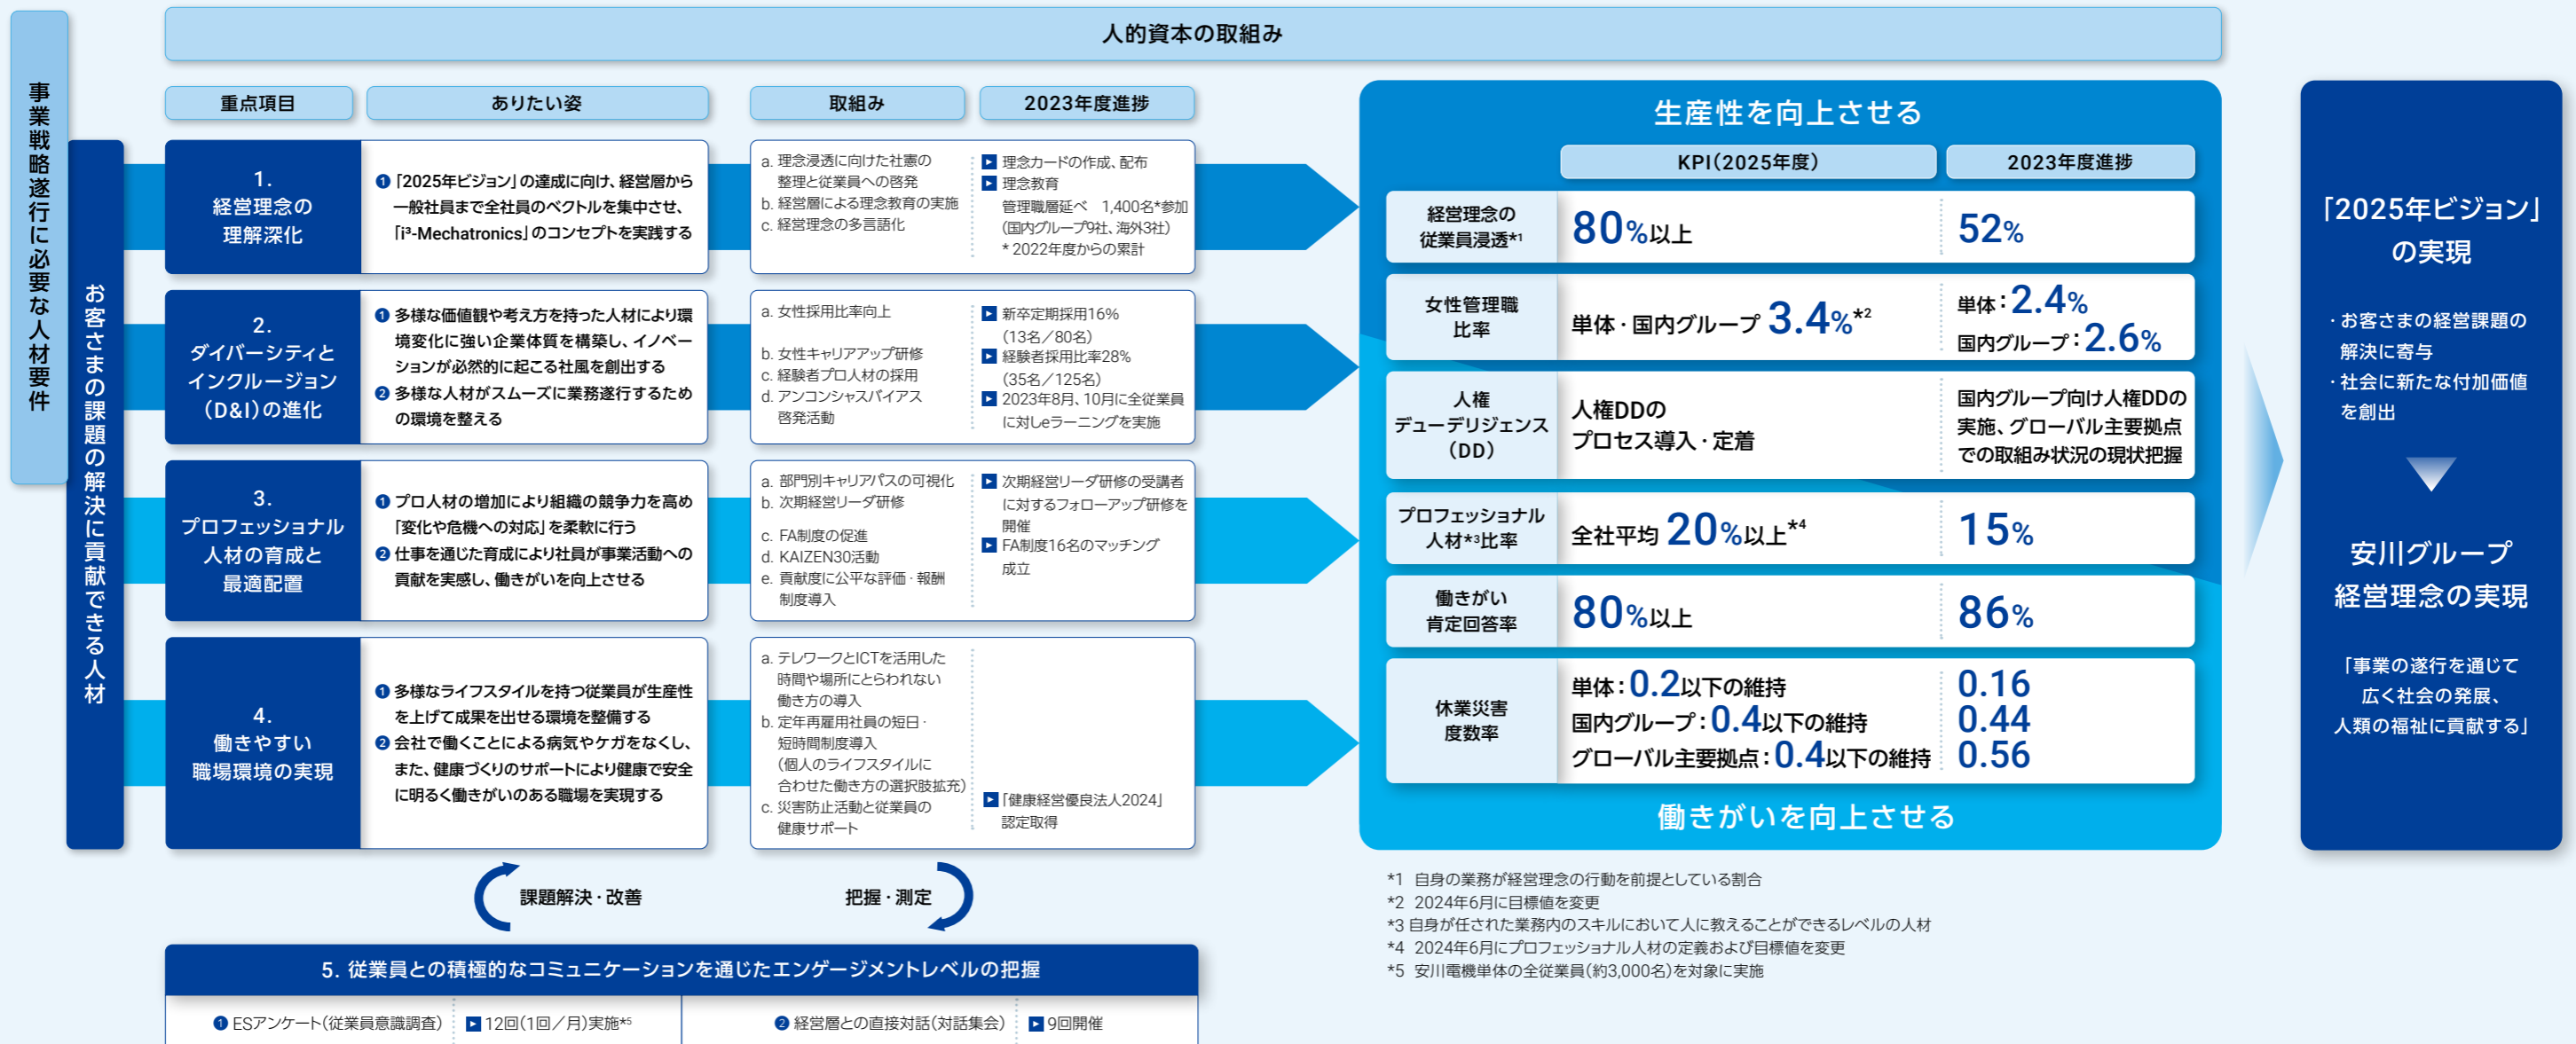 人的資本の取組み
事業戦略遂行に必要な人材要件
お客さまの課題の解決に貢献できる人材
重点項目
ありたい姿
取組み
2023年度進捗
1.
経営理念の
理解深化
❶「2025年ビジョン」の達成に向け、経営層から
一般社員まで全社員のベクトルを集中させ、
「i³-Mechatronics」のコンセプトを実践する
a. 理念浸透に向けた社憲の
整理と従業員への啓発
b. 経営層による理念教育の実施
c. 経営理念の多言語化
理念カードの作成、配布
理念教育
管理職層延べ 1,400名*参加
(国内グループ9社、海外3社)
* 2022年度からの累計
2.
ダイバーシティと
インクルージョン
(D&I)の進化
❶ 多様な価値観や考え方を持った人材により環
境変化に強い企業体質を構築し、イノベー
ションが必然的に起こる社風を創出する
❷ 多様な人材がスムーズに業務遂行するため
の環境を整える
a. 女性採用比率向上
b. 女性キャリアアップ研修
c. 経験者プロ人材の採用
d. アンコンシャスバイアス
啓発活動
新卒定期採用16%
(13名/80名)
経験者採用比率28%
(35名/125名)
2023年8月、10月に全従業員
に対しeラーニングを実施
3.
プロフェッショナル
人材の育成と
最適配置
❶ プロ人材の増加により組織の競争力を高め
「変化や危機への対応」を柔軟に行う
❷ 仕事を通じた育成により社員が事業活動への
貢献を実感し、働きがいを向上させる
a. 部門別キャリアパスの可視化
b. 次期経営リーダ研修
c. FA制度の促進
d. KAIZEN30活動
e. 貢献度に公平な評価・報酬
制度導入
次期経営リーダ研修の受講者
に対するフォローアップ研修を
開催
FA制度16名のマッチング
成立
4.
働きやすい
職場環境の実現
❶ 多様なライフスタイルを持つ従業員が生産性
を上げて成果を出せる環境を整備する
❷ 会社で働くことによる病気やケガをなくし、
また、健康づくりのサポートにより健康で安全
に明るく働きがいのある職場を実現する
a. テレワークとICTを活用した
時間や場所にとらわれない
働き方の導入
b. 定年再雇用社員の短日・
短時間制度導入
(個人のライフスタイルに
合わせた働き方の選択肢拡充)
c. 災害防止活動と従業員の
健康サポート
「健康経営優良法人2024」
認定取得
課題解決・改善
把握・測定
5. 従業員との積極的なコミュニケーションを通じたエンゲージメントレベルの把握
❶ ESアンケート(従業員意識調査)
12回(1回/月)実施*5
❷ 経営層との直接対話(対話集会)
9回開催
生産性を向上させる
KPI(2025年度)
2023年度進捗
経営理念の
従業員浸透*1
80%以上
52%
女性管理職
比率
単体・国内グループ 3.4%*2
単体：2.4%
国内グループ：2.6%
人権
デューデリジェンス
(DD)
人権DDの
プロセス導入・定着
国内グループ向け人権DDの
実施、グローバル主要拠点
での取組み状況の現状把握
プロフェッショナル
人材*3比率
全社平均 20%以上*4
15%
働きがい
肯定回答率
80%以上
86%
休業災害
度数率
単体：0.2以下の維持
国内グループ：0.4以下の維持
グローバル主要拠点：0.4以下の維持
0.16
0.44
0.56
働きがいを向上させる
*1 自身の業務が経営理念の行動を前提としている割合
*2 2024年6月に目標値を変更
*3 自身が任された業務内のスキルにおいて人に教えることができるレベルの人材
*4 2024年6月にプロフェッショナル人材の定義および目標値を変更
*5 安川電機単体の全従業員(約3,000名)を対象に実施
「2025年ビジョン」
の実現
・お客さまの経営課題の
解決に寄与
・社会に新たな付加価値
を創出
安川グループ
経営理念の実現
「事業の遂行を通じて
広く社会の発展、
人類の福祉に貢献する」